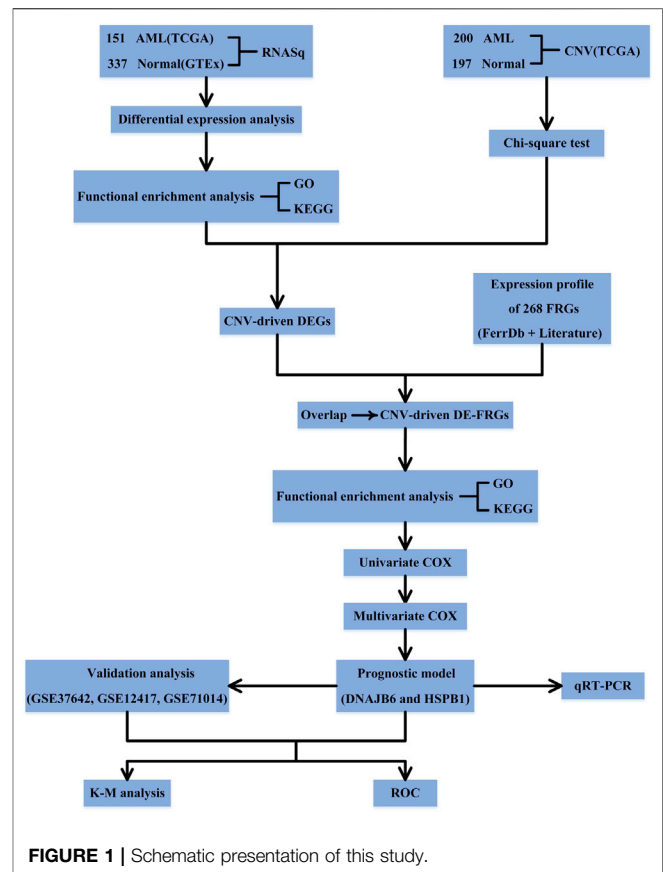 151 AML(TCGA)
337 Normal(GTEx)
RNASq
200 AML
197 Normal
CNV(TCGA)
Differential expression analysis
Chi-square test
Functional enrichment analysis
GO
KEGG
CNV-driven DEGs
Expression profile
of 268 FRGs
(FerrDb + Literature)
Overlap
CNV-driven DE-FRGs
Functional enrichment analysis
GO
KEGG
Univariate COX
Multivariate COX
Validation analysis
(GSE37642, GSE12417, GSE71014)
Prognostic model
(DNAJB6 and HSPB1)
qRT-PCR
K-M analysis
ROC
FIGURE 1 | Schematic presentation of this study.